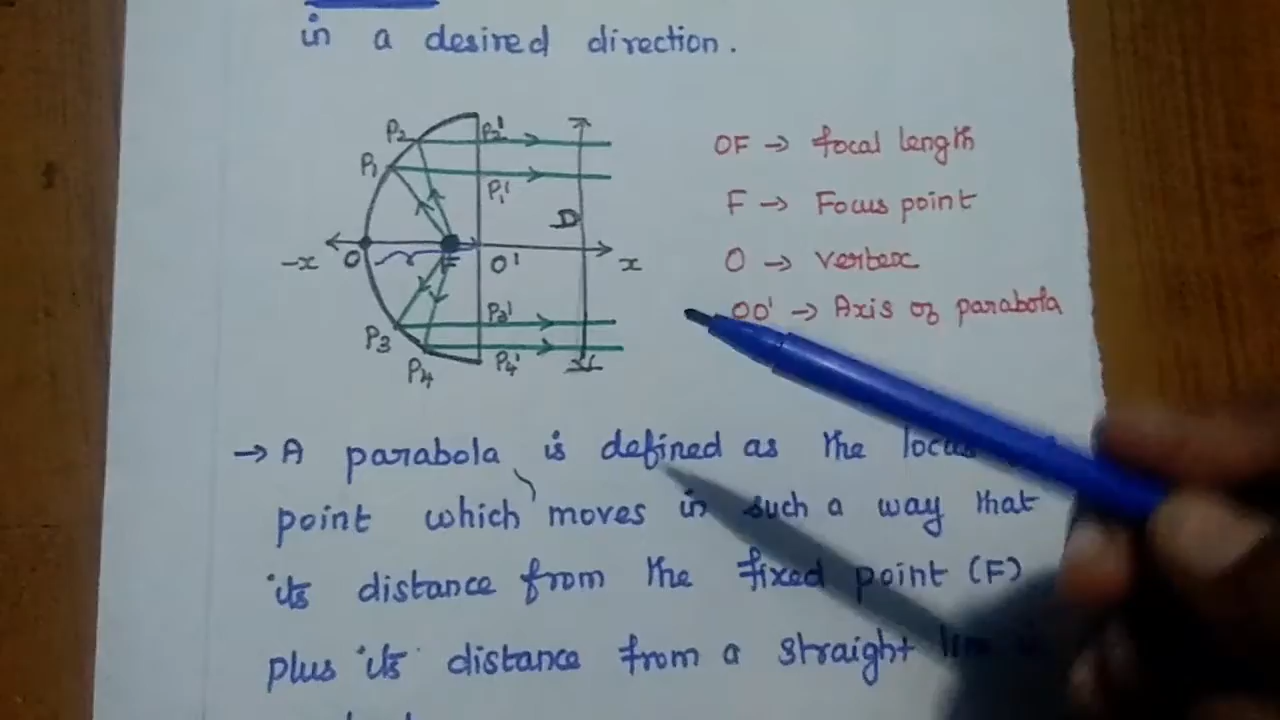 in a desired direction.
P2 P2'
P1 P1'
D
-x O F O' x
P3 P3'
P4 P4'
OF → focal length
F → Focus point
O → vertex
OO' → Axis of parabola
→ A parabola is defined as the
point which moves in such a way that
its distance from the fixed point (F)
plus its distance from a straight